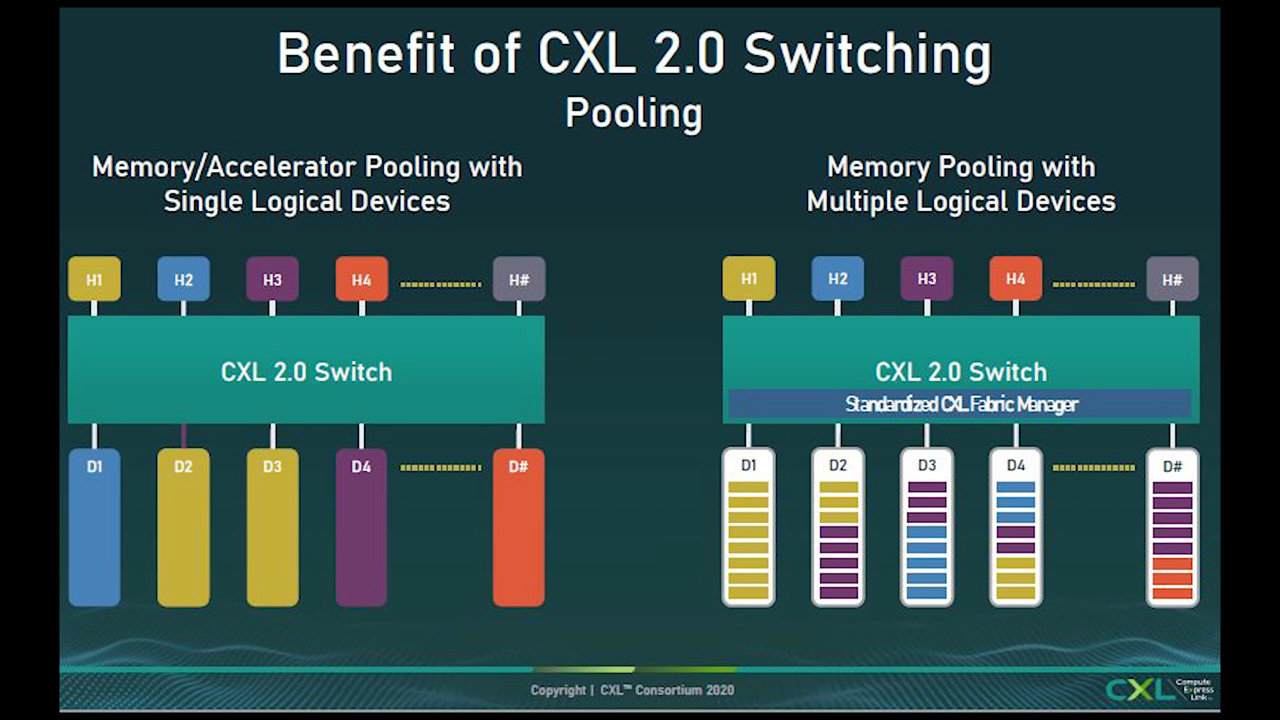 Benefit of CXL 2.0 Switching
Pooling
Memory/Accelerator Pooling with
Single Logical Devices
H1 H2 H3 H4 H#
CXL 2.0 Switch
D1 D2 D3 D4 D#
Memory Pooling with
Multiple Logical Devices
H1 H2 H3 H4 H#
CXL 2.0 Switch
Standardized CXL Fabric Manager
D1 D2 D3 D4 D#
Copyright | CXL™ Consortium 2020
CXL
Compute
Express
Link